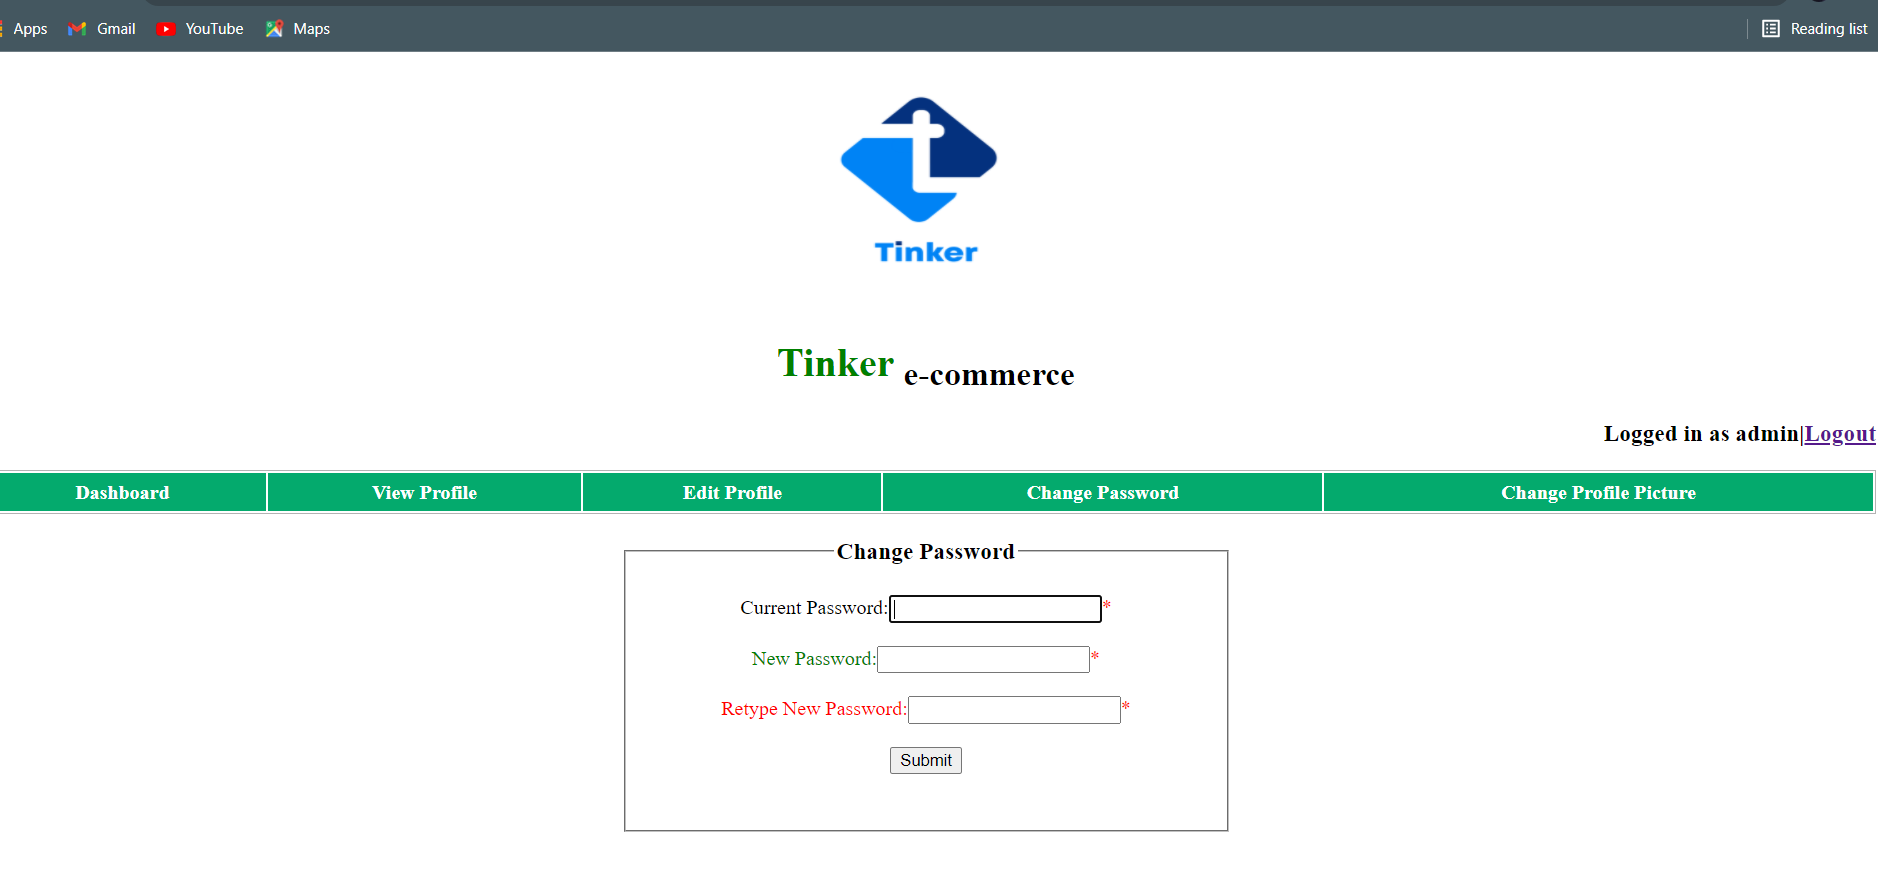 Apps Gmail YouTube Maps Reading list
Tinker
Tinker e-commerce
Logged in as admin|Logout
Dashboard View Profile Edit Profile Change Password Change Profile Picture
Change Password
Current Password:*
New Password:*
Retype New Password:*
Submit